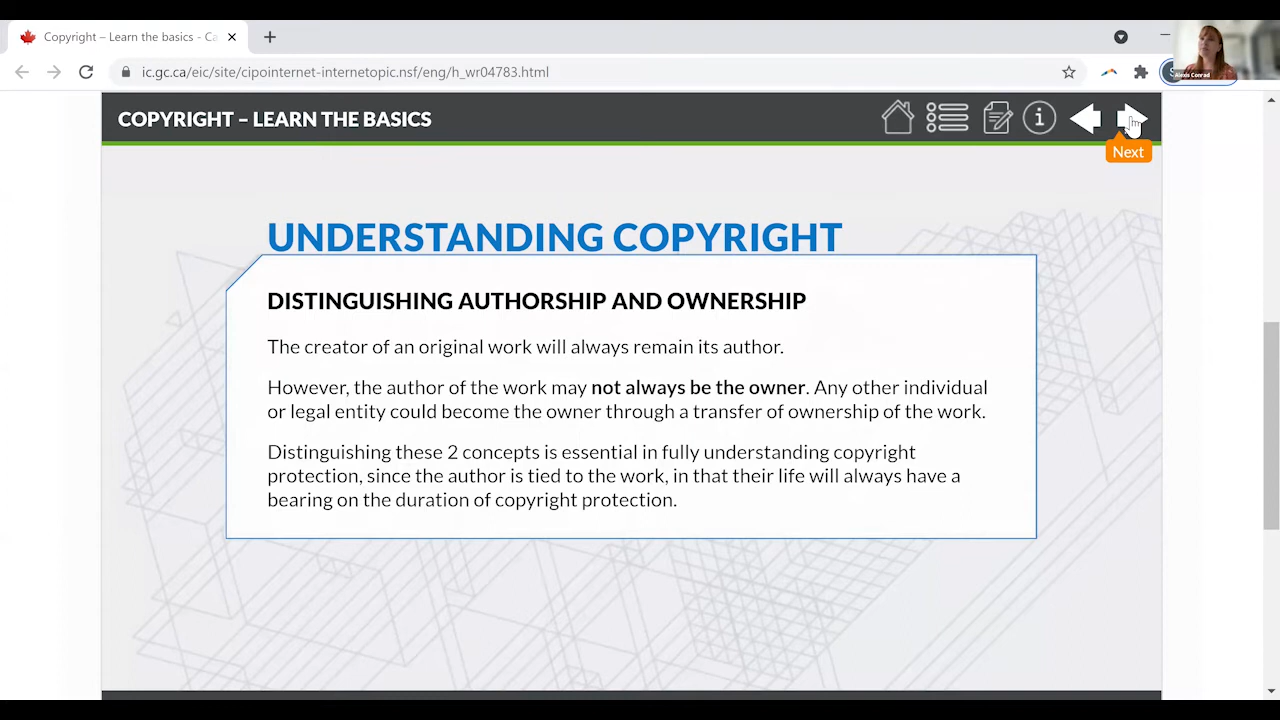 Copyright – Learn the basics - Ca
ic.gc.ca/eic/site/cipointernet-internetopic.nsf/eng/h_wr04783.html
Alexis Conrad
COPYRIGHT – LEARN THE BASICS
Next
UNDERSTANDING COPYRIGHT
DISTINGUISHING AUTHORSHIP AND OWNERSHIP
The creator of an original work will always remain its author.
However, the author of the work may not always be the owner. Any other individual
or legal entity could become the owner through a transfer of ownership of the work.
Distinguishing these 2 concepts is essential in fully understanding copyright
protection, since the author is tied to the work, in that their life will always have a
bearing on the duration of copyright protection.